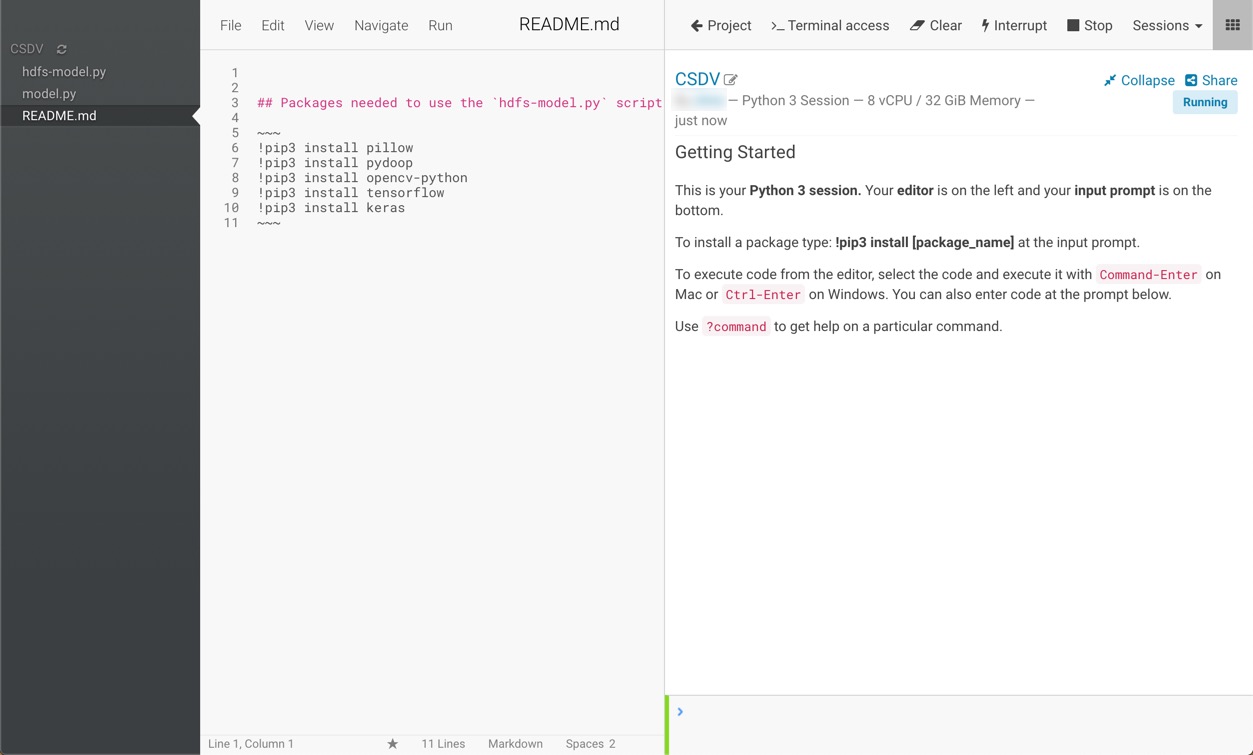 CSDV
hdfs-model.py
model.py
README.md
File Edit View Navigate Run README.md
1
2
3 ## Packages needed to use the `hdfs-model.py` script
4
5 ~~~
6 !pip3 install pillow
7 !pip3 install pydoop
8 !pip3 install opencv-python
9 !pip3 install tensorflow
10 !pip3 install keras
11 ~~~
Line 1, Column 1 ★ 11 Lines Markdown Spaces 2
Project >_ Terminal access Clear Interrupt Stop Sessions
CSDV Collapse Share
— Python 3 Session — 8 vCPU / 32 GiB Memory — Running
just now
Getting Started
This is your Python 3 session. Your editor is on the left and your input prompt is on the
bottom.
To install a package type: !pip3 install [package_name] at the input prompt.
To execute code from the editor, select the code and execute it with Command-Enter on
Mac or Ctrl-Enter on Windows. You can also enter code at the prompt below.
Use ?command to get help on a particular command.